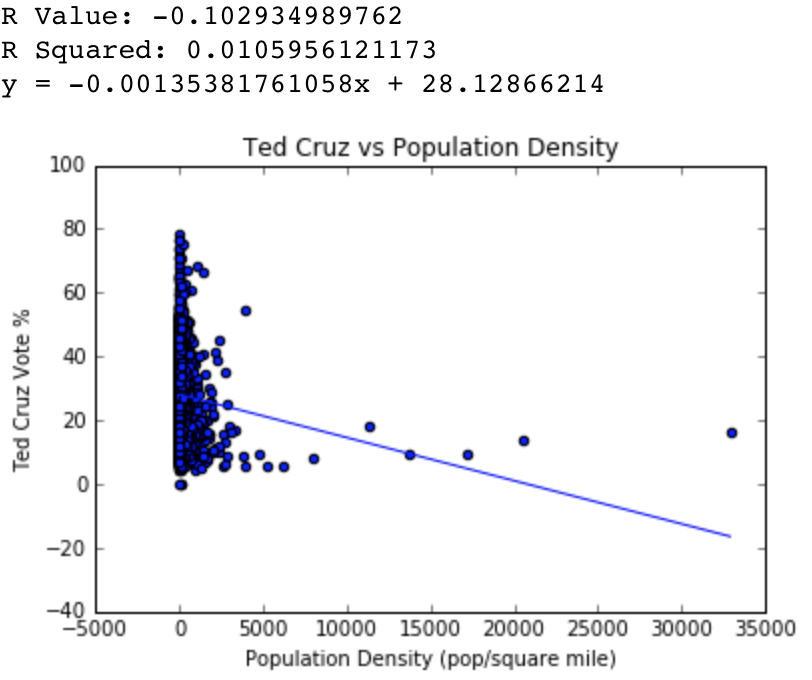 R Value: -0.102934989762
R Squared: 0.0105956121173
y = -0.00135381761058x + 28.12866214
Ted Cruz vs Population Density
100
80
60
40
20
0
−20
−40
Ted Cruz Vote %
−5000 0 5000 10000 15000 20000 25000 30000 35000
Population Density (pop/square mile)